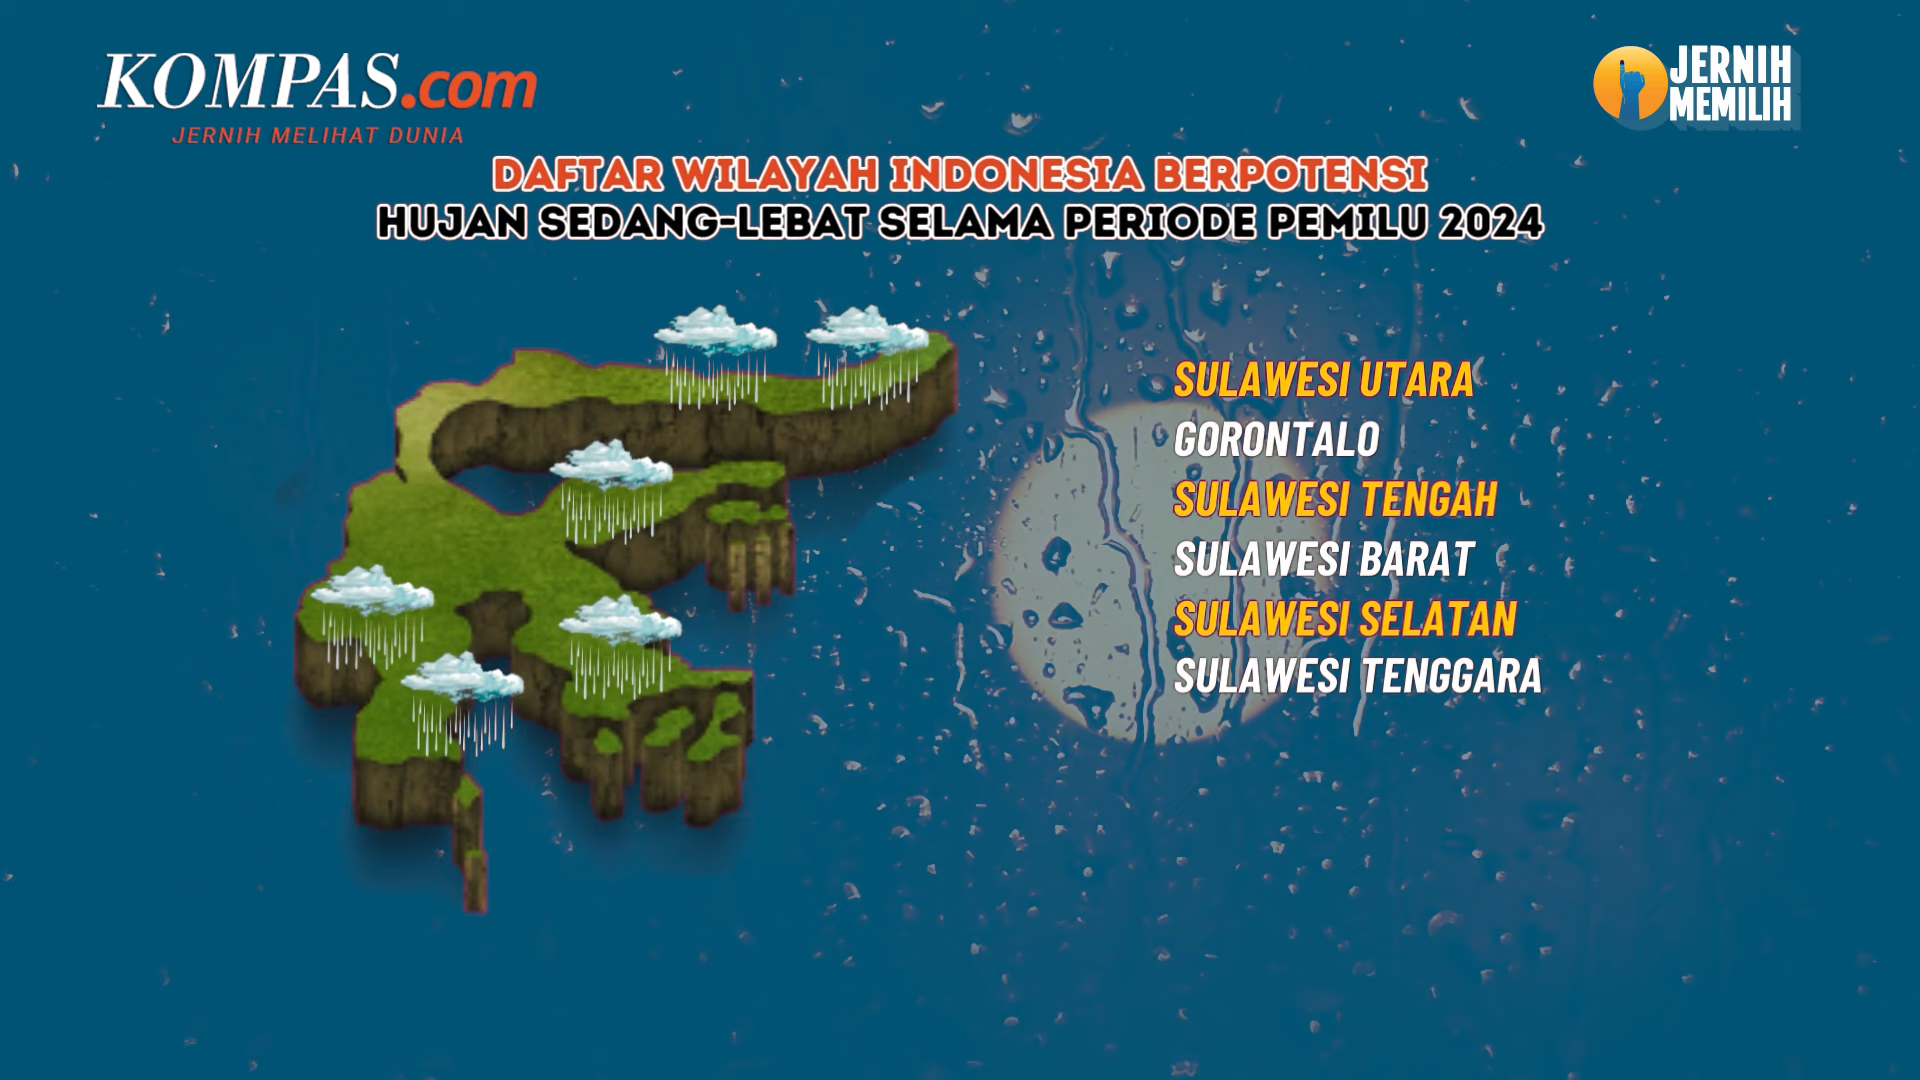 KOMPAS.com
JERNIH MELIHAT DUNIA
JERNIH
MEMILIH
DAFTAR WILAYAH INDONESIA BERPOTENSI
HUJAN SEDANG-LEBAT SELAMA PERIODE PEMILU 2024
SULAWESI UTARA
GORONTALO
SULAWESI TENGAH
SULAWESI BARAT
SULAWESI SELATAN
SULAWESI TENGGARA